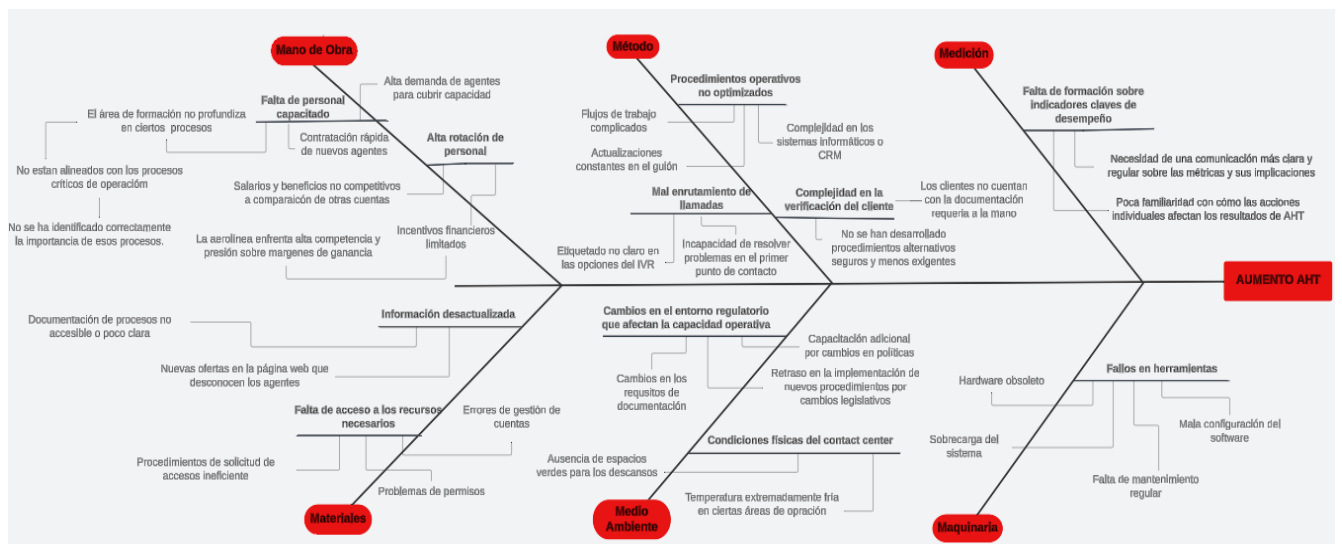 Mano de Obra
Falta de personal
capacitado
Alta demanda de agentes
para cubrir capacidad
El área de formación no profundiza
en ciertos procesos
Contratación rápida
de nuevos agentes
No estan alineados con los procesos
críticos de operacióm
No se ha identificado correctamente
la importancia de esos procesos.
Alta rotación de
personal
Salarios y beneficios no competitivos
a comparaicón de otras cuentas
Incentivos financieros
limitados
La aerolínea enfrenta alta competencia y
presión sobre margenes de ganancia
Método
Procedimientos operativos
no optimizados
Flujos de trabajo
complicados
Actualizaciones
constantes en el guión
Complejidad en los
sistemas informáticos o
CRM
Mal enrutamiento de
llamadas
Etiquetado no claro en
las opciones del IVR
Incapacidad de resolver
problemas en el primer
punto de contacto
Complejidad en la
verificación del cliente
Los clientes no cuentan
con la documentación
requeria a la mano
No se han desarrollado
procedimientos alternativos
seguros y menos exigentes
Medición
Falta de formación sobre
indicadores claves de
desempeño
Necesidad de una comunicación más clara y
regular sobre las métricas y sus implicaciones
Poca familiaridad con cómo las acciones
individuales afectan los resultados de AHT
AUMENTO AHT
Información desactualizada
Documentación de procesos no
accesible o poco clara
Nuevas ofertas en la página web que
desconocen los agentes
Falta de acceso a los recursos
necesarios
Errores de gestión de
cuentas
Procedimientos de solicitud de
accesos ineficiente
Problemas de permisos
Materiales
Cambios en el entorno regulatorio
que afectan la capacidad operativa
Capacitación adicional
por cambios en políticas
Cambios en los
requsitos de
documentación
Retraso en la implementación de
nuevos procedimientos por
cambios legislativos
Condiciones físicas del contact center
Ausencia de espacios
verdes para los descansos
Temperatura extremadamente fría
en ciertas áreas de opración
Medio
Ambiente
Fallos en herramientas
Hardware obsoleto
Sobrecarga del
sistema
Mala configuración del
software
Falta de mantenimiento
regular
Maquinaria